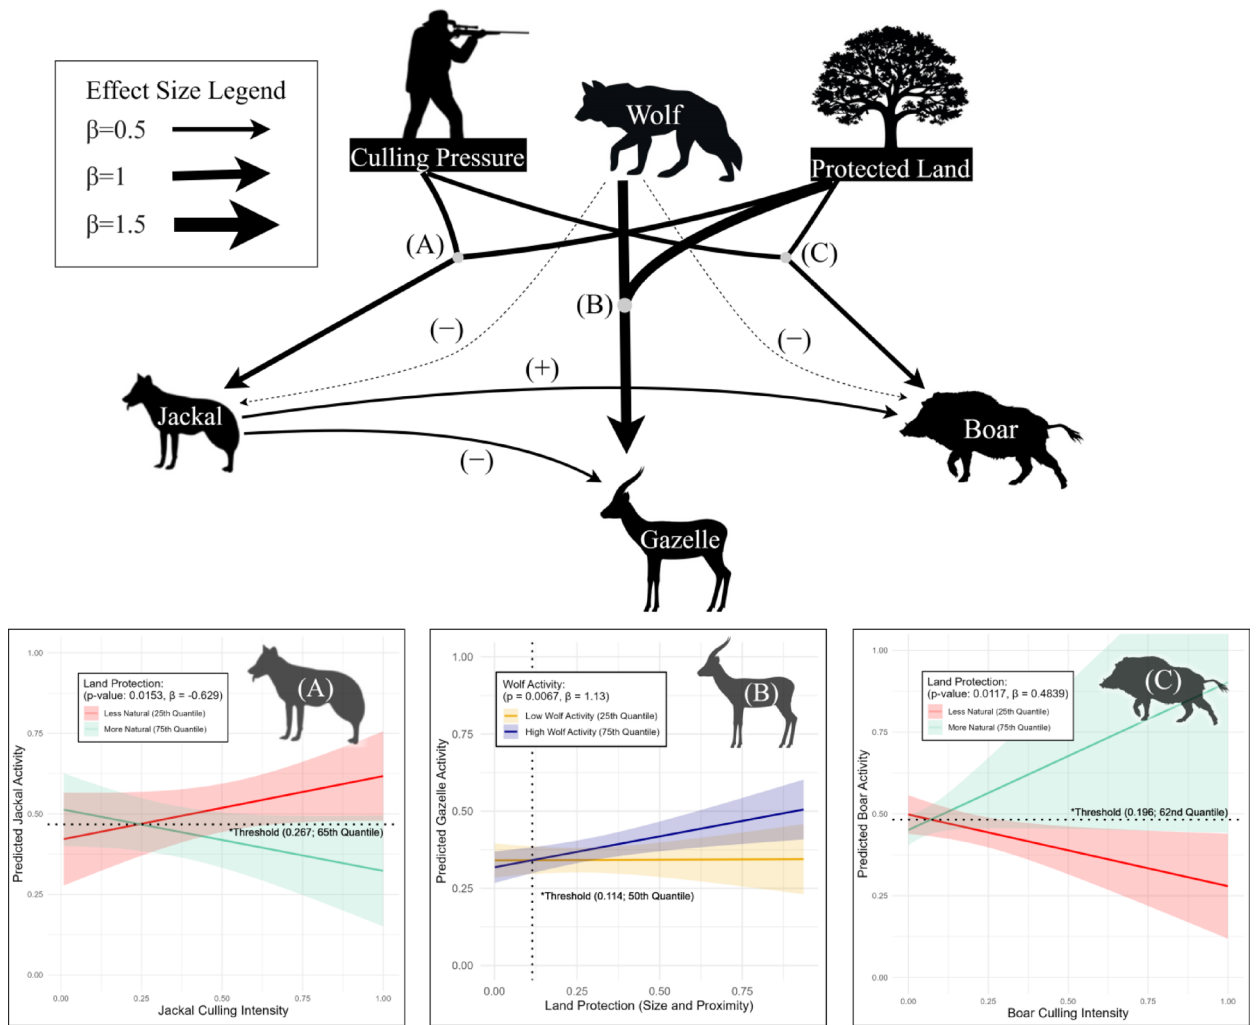 Effect Size Legend
β=0.5
β=1
β=1.5
Culling Pressure
Wolf
Protected Land
(A)
(B)
(C)
(−)
(−)
(+)
(−)
Jackal
Boar
Gazelle
Predicted Jackal Activity
1.00
0.75
0.50
0.25
0.00
Land Protection:
(p-value: 0.0153, β = -0.629)
Less Natural (25th Quantile)
More Natural (75th Quantile)
(A)
*Threshold (0.267; 65th Quantile)
0.00 0.25 0.50 0.75 1.00
Jackal Culling Intensity
Predicted Gazelle Activity
1.00
0.75
0.50
0.25
0.00
Wolf Activity:
(p = 0.0067, β = 1.13)
Low Wolf Activity (25th Quantile)
High Wolf Activity (75th Quantile)
(B)
*Threshold (0.114; 50th Quantile)
0.00 0.25 0.50 0.75
Land Protection (Size and Proximity)
Predicted Boar Activity
1.00
0.75
0.50
0.25
0.00
Land Protection:
(p-value: 0.0117, β = 0.4839)
Less Natural (25th Quantile)
More Natural (75th Quantile)
(C)
*Threshold (0.196; 62nd Quantile)
0.00 0.25 0.50 0.75 1.00
Boar Culling Intensity